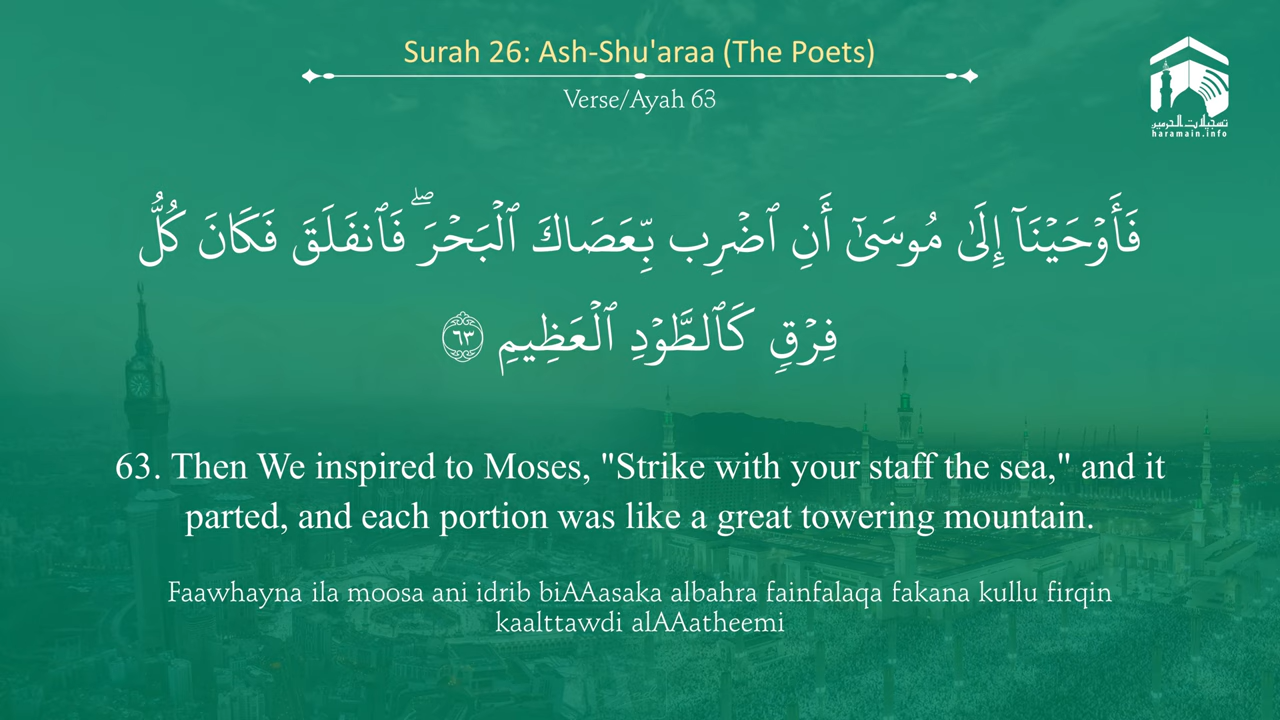 Surah 26: Ash-Shu'araa (The Poets)
Verse/Ayah 63
تسجيلات الحرمين
haramain.info
فَأَوْحَيْنَآ إِلَىٰ مُوسَىٰٓ أَنِ ٱضْرِب بِّعَصَاكَ ٱلْبَحْرَ ۖ فَٱنفَلَقَ فَكَانَ كُلُّ
فِرْقٍۢ كَٱلطَّوْدِ ٱلْعَظِيمِ ٦٣
63. Then We inspired to Moses, "Strike with your staff the sea," and it
parted, and each portion was like a great towering mountain.
Faawhayna ila moosa ani idrib biAAasaka albahra fainfalaqa fakana kullu firqin
kaalttawdi alAAatheemi